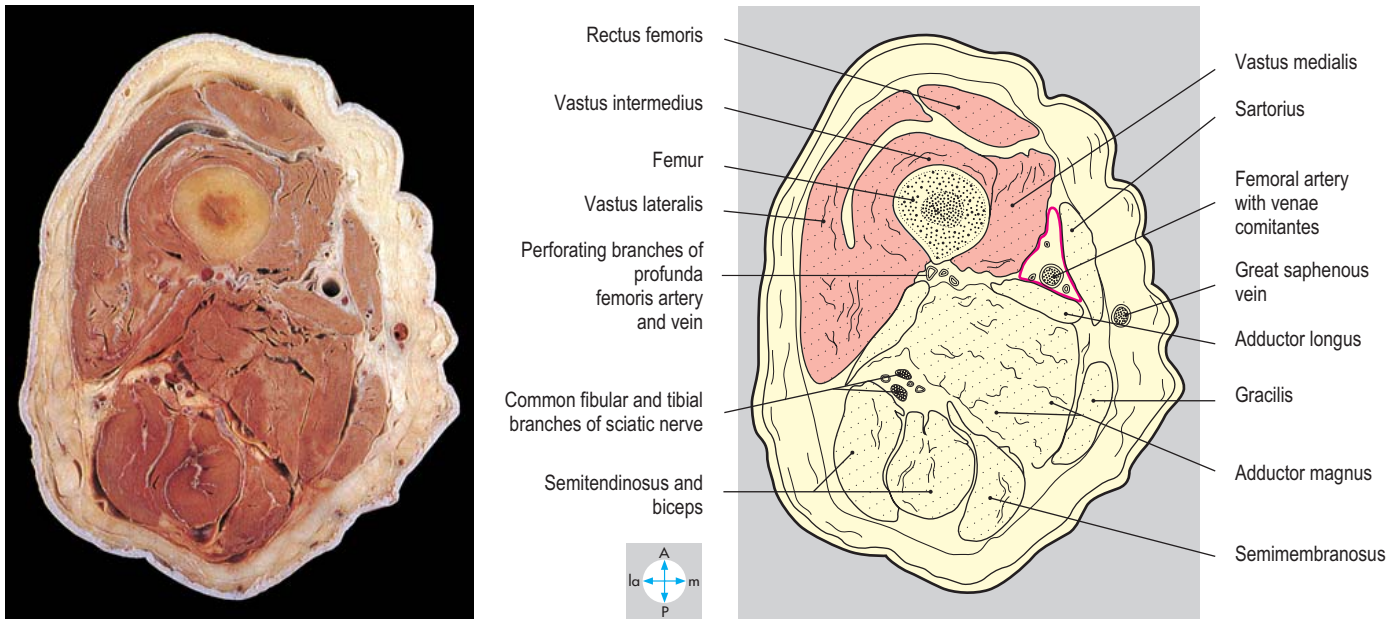 Rectus femoris
Vastus intermedius
Femur
Vastus lateralis
Perforating branches of
profunda
femoris artery
and vein
Common fibular and tibial
branches of sciatic nerve
Semitendinosus and
biceps
A
la
m
P
Vastus medialis
Sartorius
Femoral artery
with venae
comitantes
Great saphenous
vein
Adductor longus
Gracilis
Adductor magnus
Semimembranosus